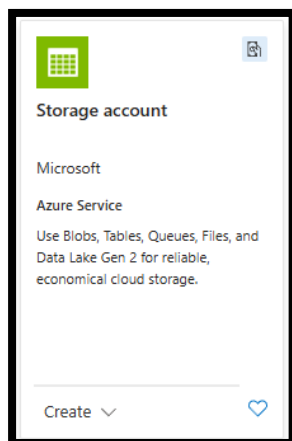 Storage account
Microsoft
Azure Service
Use Blobs, Tables, Queues, Files, and
Data Lake Gen 2 for reliable,
economical cloud storage.
Create